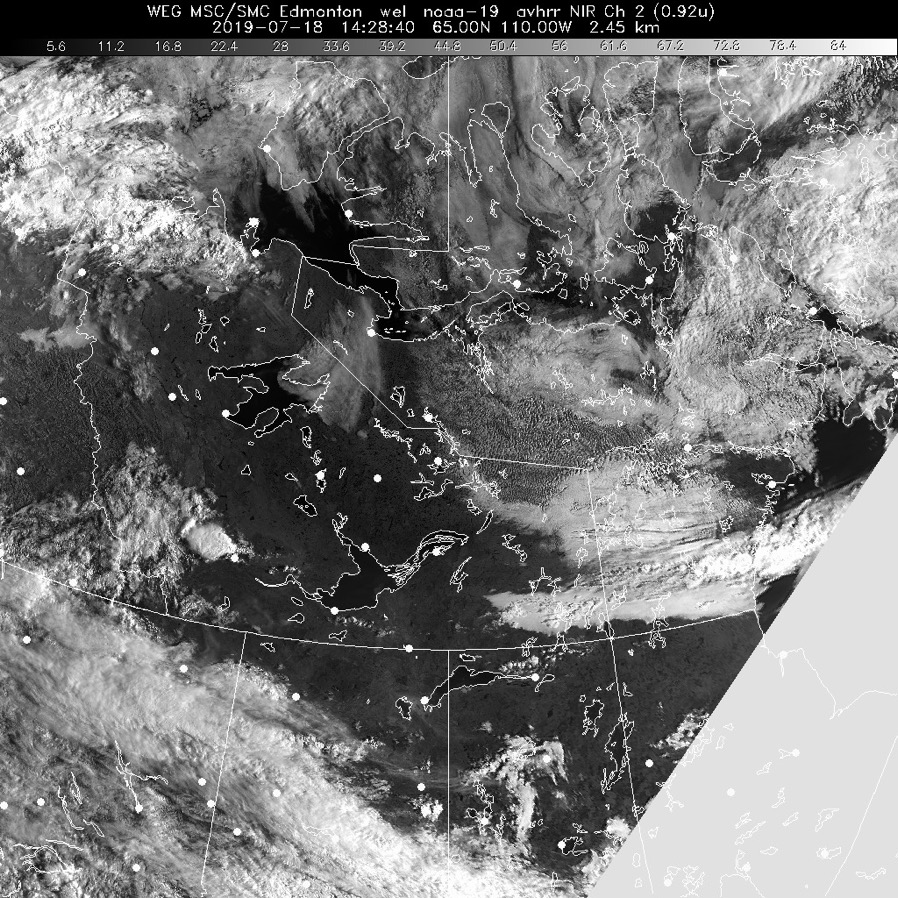 WEG MSC/SMC Edmonton wel noaa-19 avhrr NIR Ch 2 (0.92u)
2019-07-18 14:28:40 65.00N 110.00W 2.45 km
5.6 11.2 16.8 22.4 28 33.6 39.2 44.8 50.4 56 61.6 67.2 72.8 78.4 84